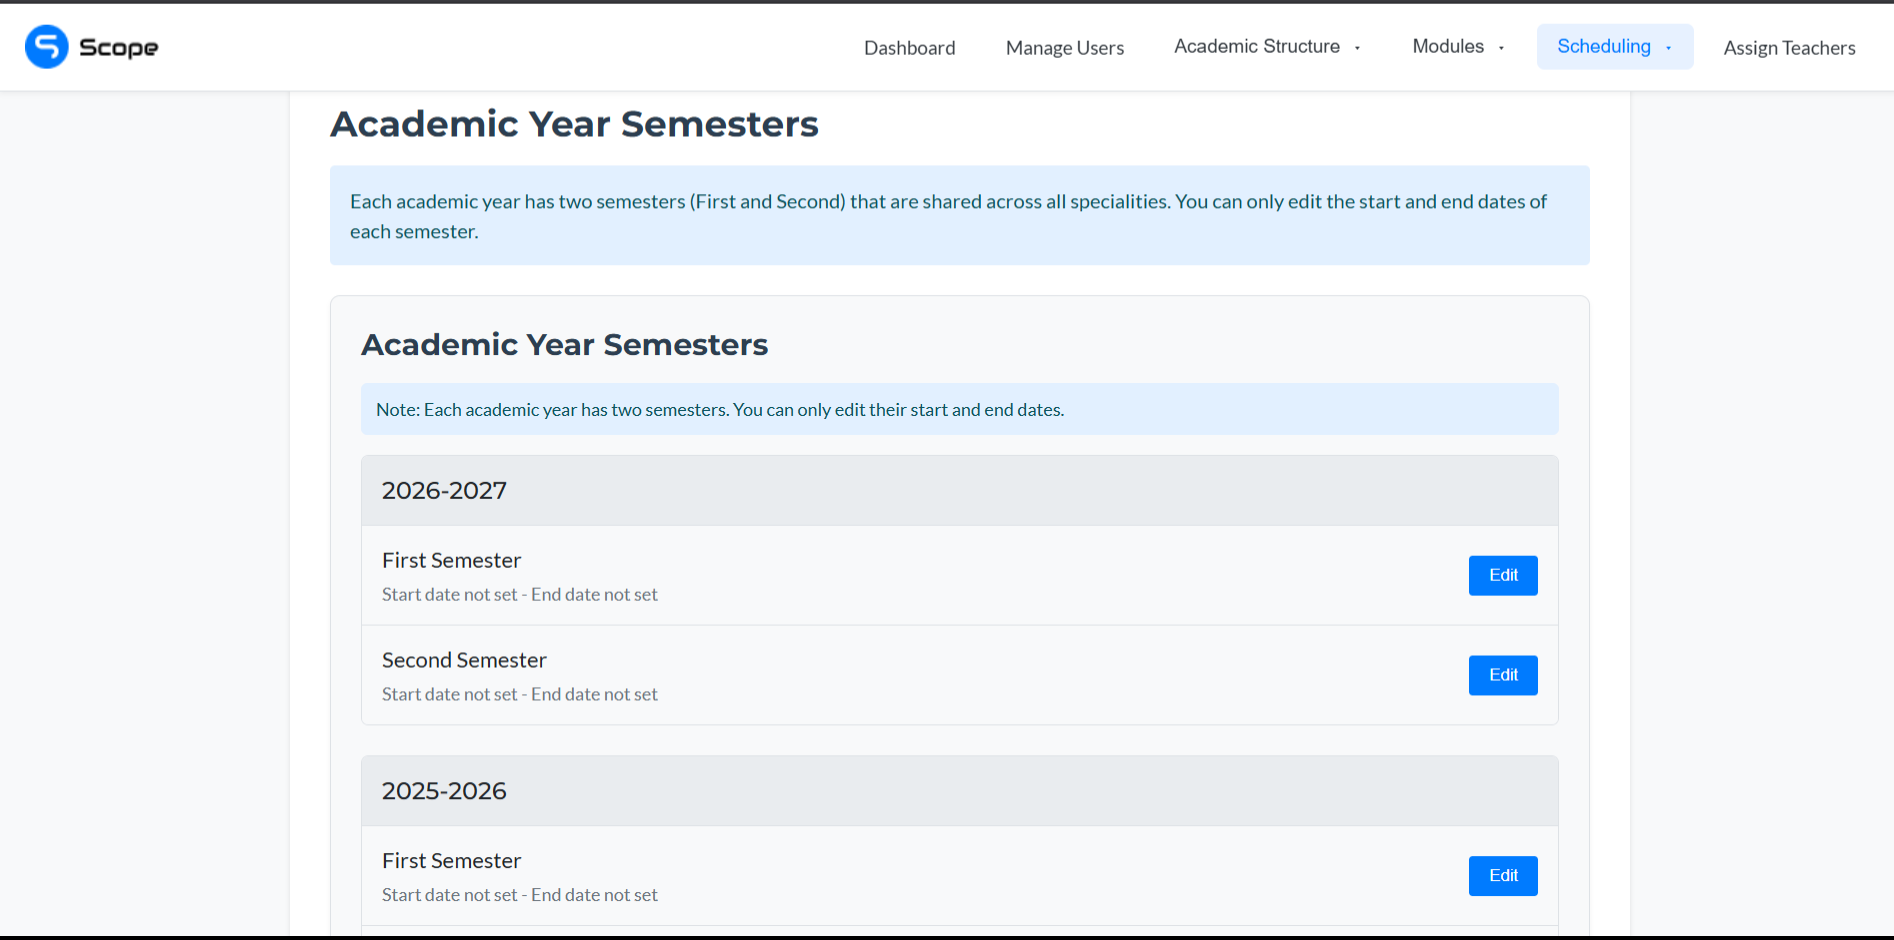 Scope
Dashboard
Manage Users
Academic Structure
Modules
Scheduling
Assign Teachers
Academic Year Semesters
Each academic year has two semesters (First and Second) that are shared across all specialities. You can only edit the start and end dates of
each semester.
Academic Year Semesters
Note: Each academic year has two semesters. You can only edit their start and end dates.
2026-2027
First Semester
Start date not set - End date not set
Edit
Second Semester
Start date not set - End date not set
Edit
2025-2026
First Semester
Start date not set - End date not set
Edit